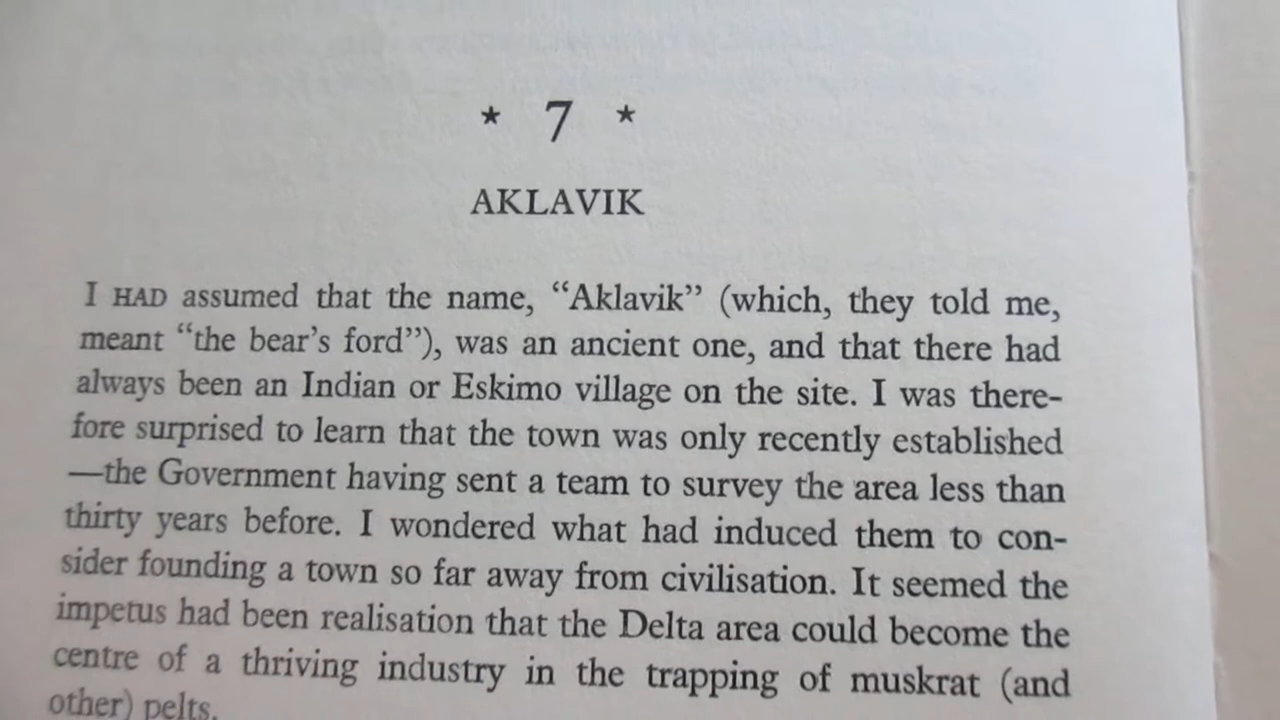 * 7 *
AKLAVIK
I HAD assumed that the name, “Aklavik” (which, they told me,
meant “the bear’s ford”), was an ancient one, and that there had
always been an Indian or Eskimo village on the site. I was there-
fore surprised to learn that the town was only recently established
—the Government having sent a team to survey the area less than
thirty years before. I wondered what had induced them to con-
sider founding a town so far away from civilisation. It seemed the
impetus had been realisation that the Delta area could become the
centre of a thriving industry in the trapping of muskrat (and
other) pelts.